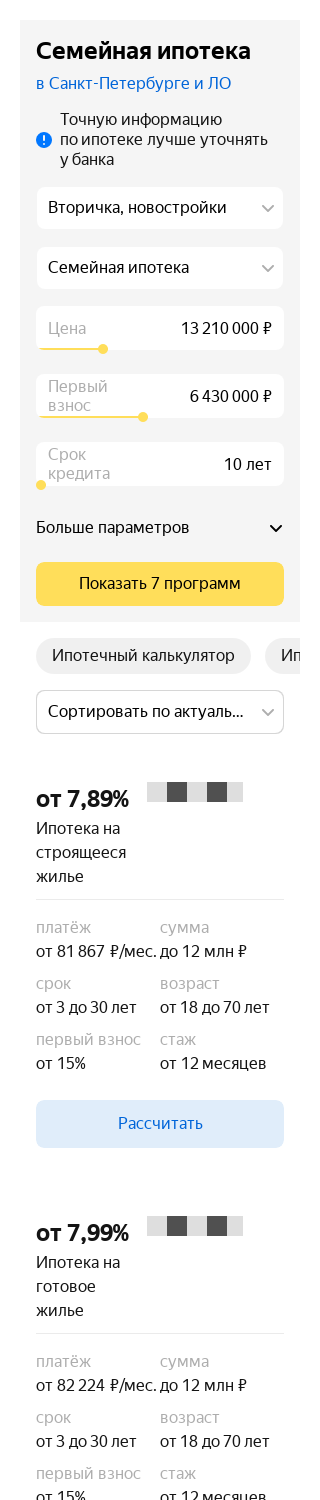 Семейная ипотека
в Санкт-Петербурге и ЛО
Точную информацию
по ипотеке лучше уточнять
у банка
Вторичка, новостройки
Семейная ипотека
Цена 13 210 000 ₽
Первый
взнос 6 430 000 ₽
Срок
кредита 10 лет
Больше параметров
Показать 7 программ
Ипотечный калькулятор Ип
Сортировать по актуаль...
от 7,89%
Ипотека на
строящееся
жилье
платёж сумма
от 81 867 ₽/мес. до 12 млн ₽
срок возраст
от 3 до 30 лет от 18 до 70 лет
первый взнос стаж
от 15% от 12 месяцев
Рассчитать
от 7,99%
Ипотека на
готовое
жилье
платёж сумма
от 82 224 ₽/мес. до 12 млн ₽
срок возраст
от 3 до 30 лет от 18 до 70 лет
первый взнос стаж
от 15% от 12 месяцев